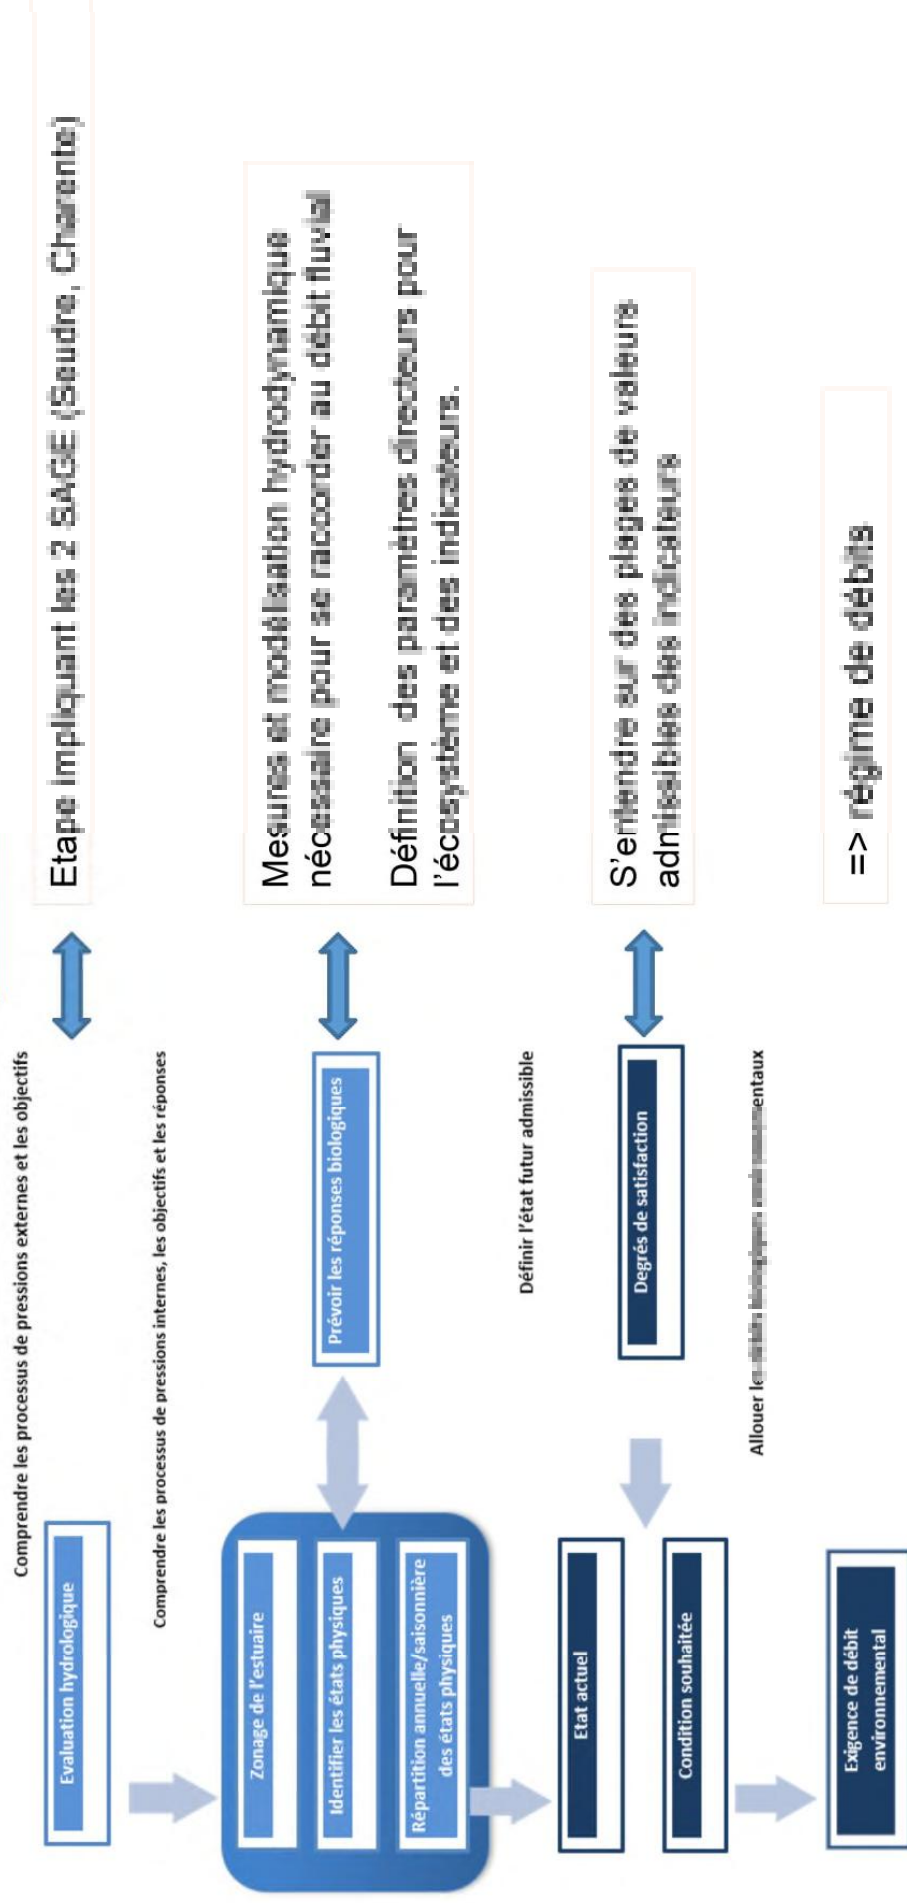 Comprendre les processus de pressions externes et les objectifs
Evaluation hydrologique
Etape impliquant les 2 SAGE (Seudre, Charente)
Comprendre les processus de pressions internes, les objectifs et les réponses
Zonage de l'estuaire
Identifier les états physiques
Répartition annuelle/saisonnière
des états physiques
Prévoir les réponses biologiques
Mesures et modélisation hydrodynamique
nécessaire pour se raccorder au débit fluvial
Définition des paramètres directeurs pour
l'écosystème et des indicateurs.
Définir l'état futur admissible
Etat actuel
Condition souhaitée
Degrés de satisfaction
S'entendre sur des plages de valeurs
admissibles des indicateurs
Allouer les débits
Exigence de débit
environnemental
=> régime de débits